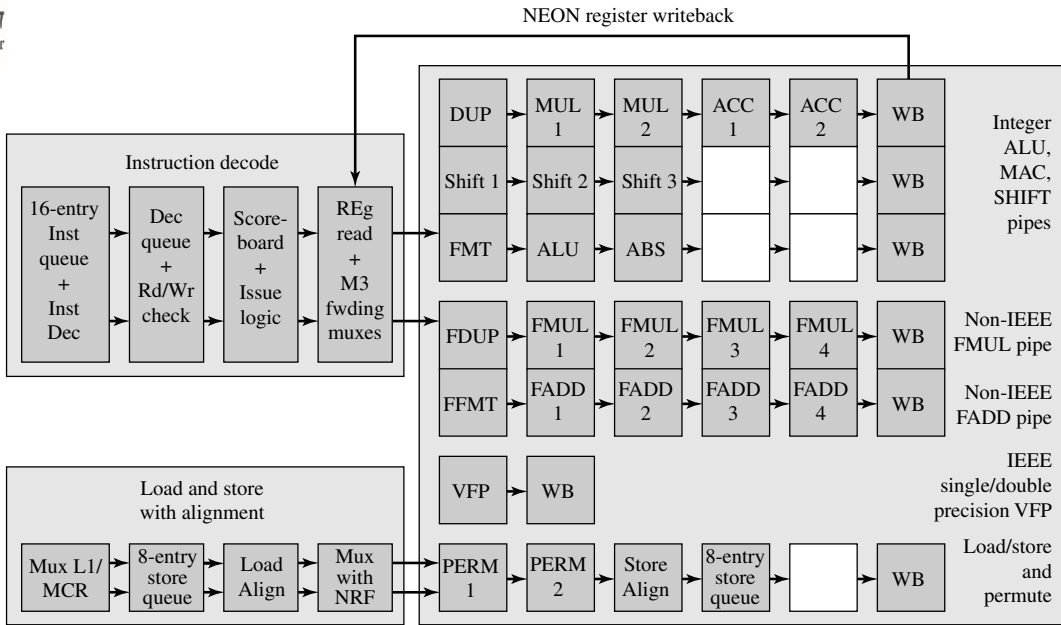 NEON register writeback
Instruction decode
16-entry
Inst
queue
+
Inst
Dec
Dec
queue
+
Rd/Wr
check
Score-
board
+
Issue
logic
REg
read
+
M3
fwding
muxes
DUP
MUL
1
MUL
2
ACC
1
ACC
2
WB
Shift 1
Shift 2
Shift 3
WB
FMT
ALU
ABS
WB
Integer
ALU,
MAC,
SHIFT
pipes
FDUP
FMUL
1
FMUL
2
FMUL
3
FMUL
4
WB
Non-IEEE
FMUL pipe
FFMT
FADD
1
FADD
2
FADD
3
FADD
4
WB
Non-IEEE
FADD pipe
VFP
WB
IEEE
single/double
precision VFP
Load and store
with alignment
Mux L1/
MCR
8-entry
store
queue
Load
Align
Mux
with
NRF
PERM
1
PERM
2
Store
Align
8-entry
store
queue
WB
Load/store
and
permute